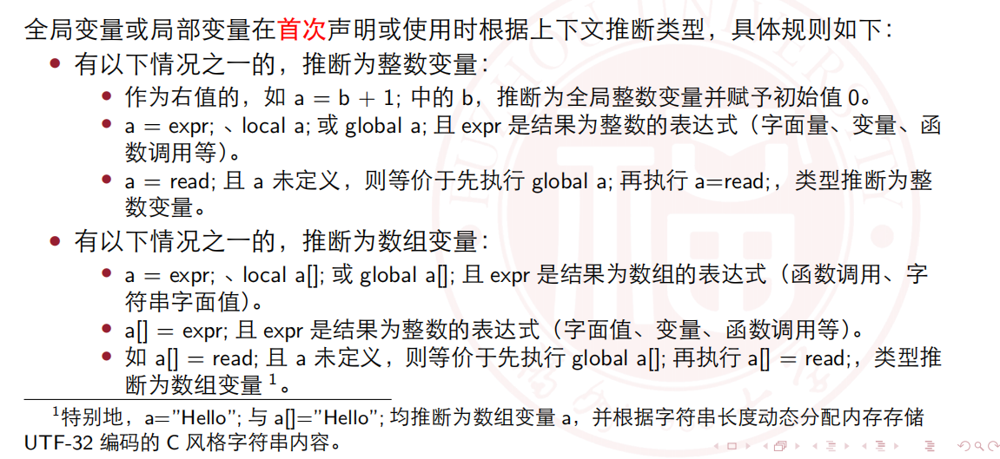 全局变量或局部变量在首次声明或使用时根据上下文推断类型，具体规则如下：
• 有以下情况之一的，推断为整数变量：
• 作为右值的，如 a = b + 1; 中的 b，推断为全局整数变量并赋予初始值 0。
• a = expr; 、local a; 或 global a; 且 expr 是结果为整数的表达式（字面量、变量、函
数调用等）。
• a = read; 且 a 未定义，则等价于先执行 global a; 再执行 a=read;，类型推断为整
数变量。
• 有以下情况之一的，推断为数组变量：
• a = expr; 、local a[]; 或 global a[]; 且 expr 是结果为数组的表达式（函数调用、字
符串字面值）。
• a[] = expr; 且 expr 是结果为整数的表达式（字面值、变量、函数调用等）。
• 如 a[] = read; 且 a 未定义，则等价于先执行 global a[]; 再执行 a[] = read;，类型推
断为数组变量 1。
1特别地，a="Hello"; 与 a[]="Hello"; 均推断为数组变量 a，并根据字符串长度动态分配内存存储
UTF-32 编码的 C 风格字符串内容。